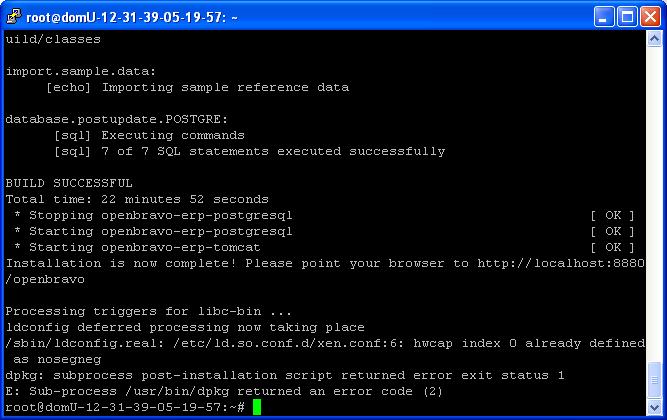 root@domU-12-31-39-05-19-57: ~
uild/classes
import.sample.data:
[echo] Importing sample reference data
database.postupdate.POSTGRE:
[sql] Executing commands
[sql] 7 of 7 SQL statements executed successfully
BUILD SUCCESSFUL
Total time: 22 minutes 52 seconds
* Stopping openbravo-erp-postgresql [ OK ]
* Starting openbravo-erp-postgresql [ OK ]
* Starting openbravo-erp-tomcat [ OK ]
Installation is now complete! Please point your browser to http://localhost:8880
/openbravo
Processing triggers for libc-bin ...
ldconfig deferred processing now taking place
/sbin/ldconfig.real: /etc/ld.so.conf.d/xen.conf:6: hwcap index 0 already defined
as nosegneg
dpkg: subprocess post-installation script returned error exit status 1
E: Sub-process /usr/bin/dpkg returned an error code (2)
root@domU-12-31-39-05-19-57:~#